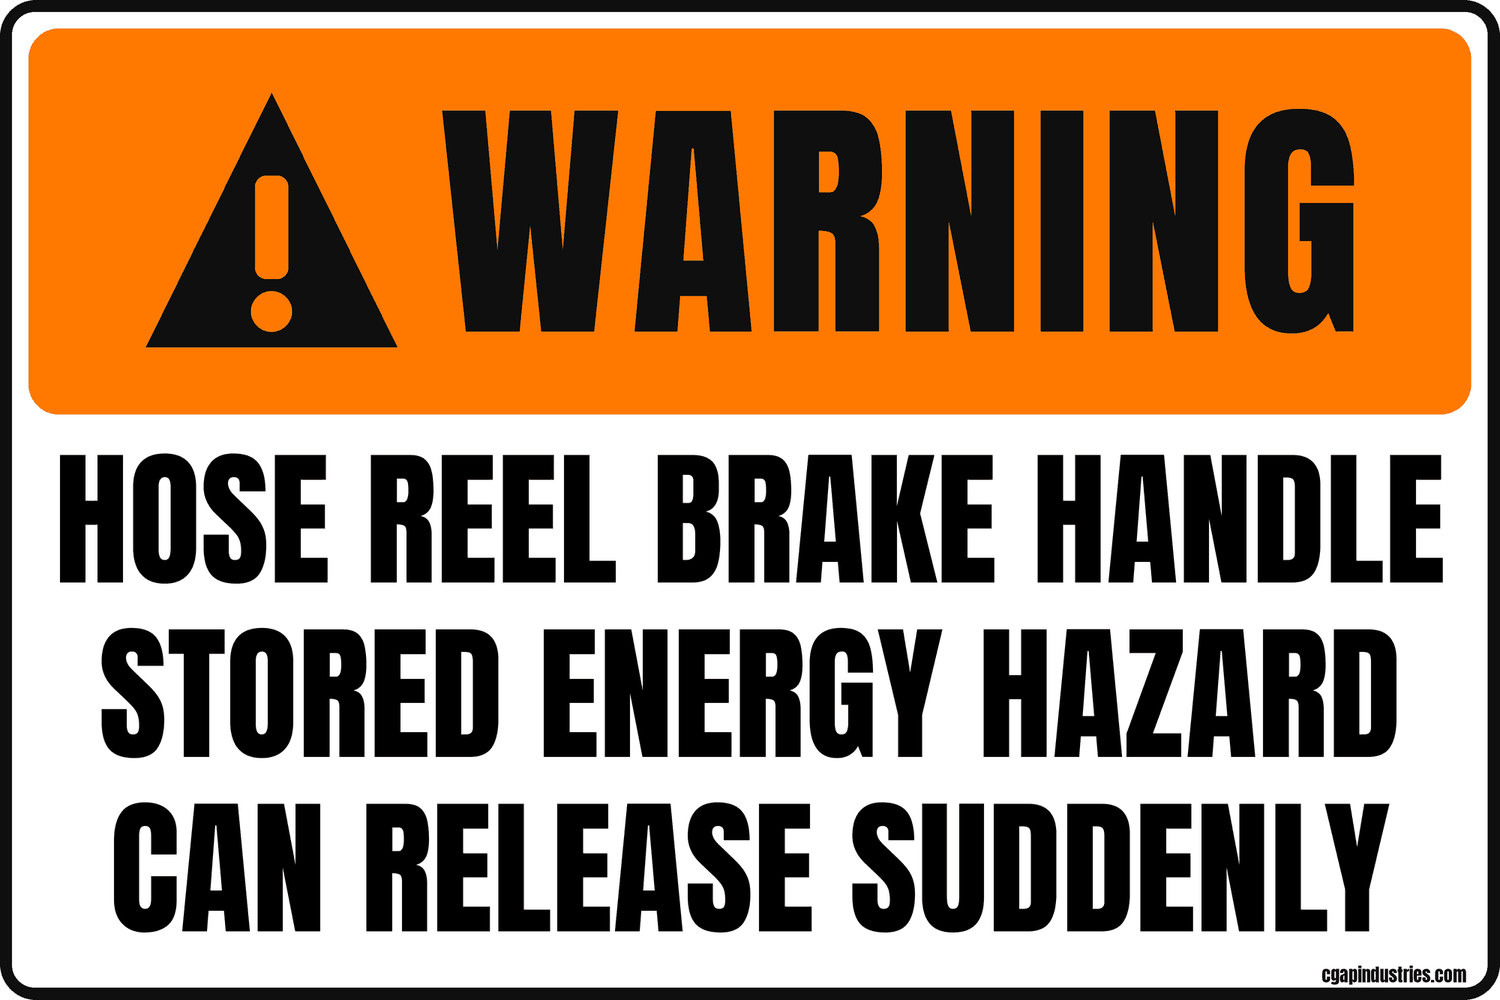 WARNING
HOSE REEL BRAKE HANDLE
STORED ENERGY HAZARD
CAN RELEASE SUDDENLY
cgapindustries.com